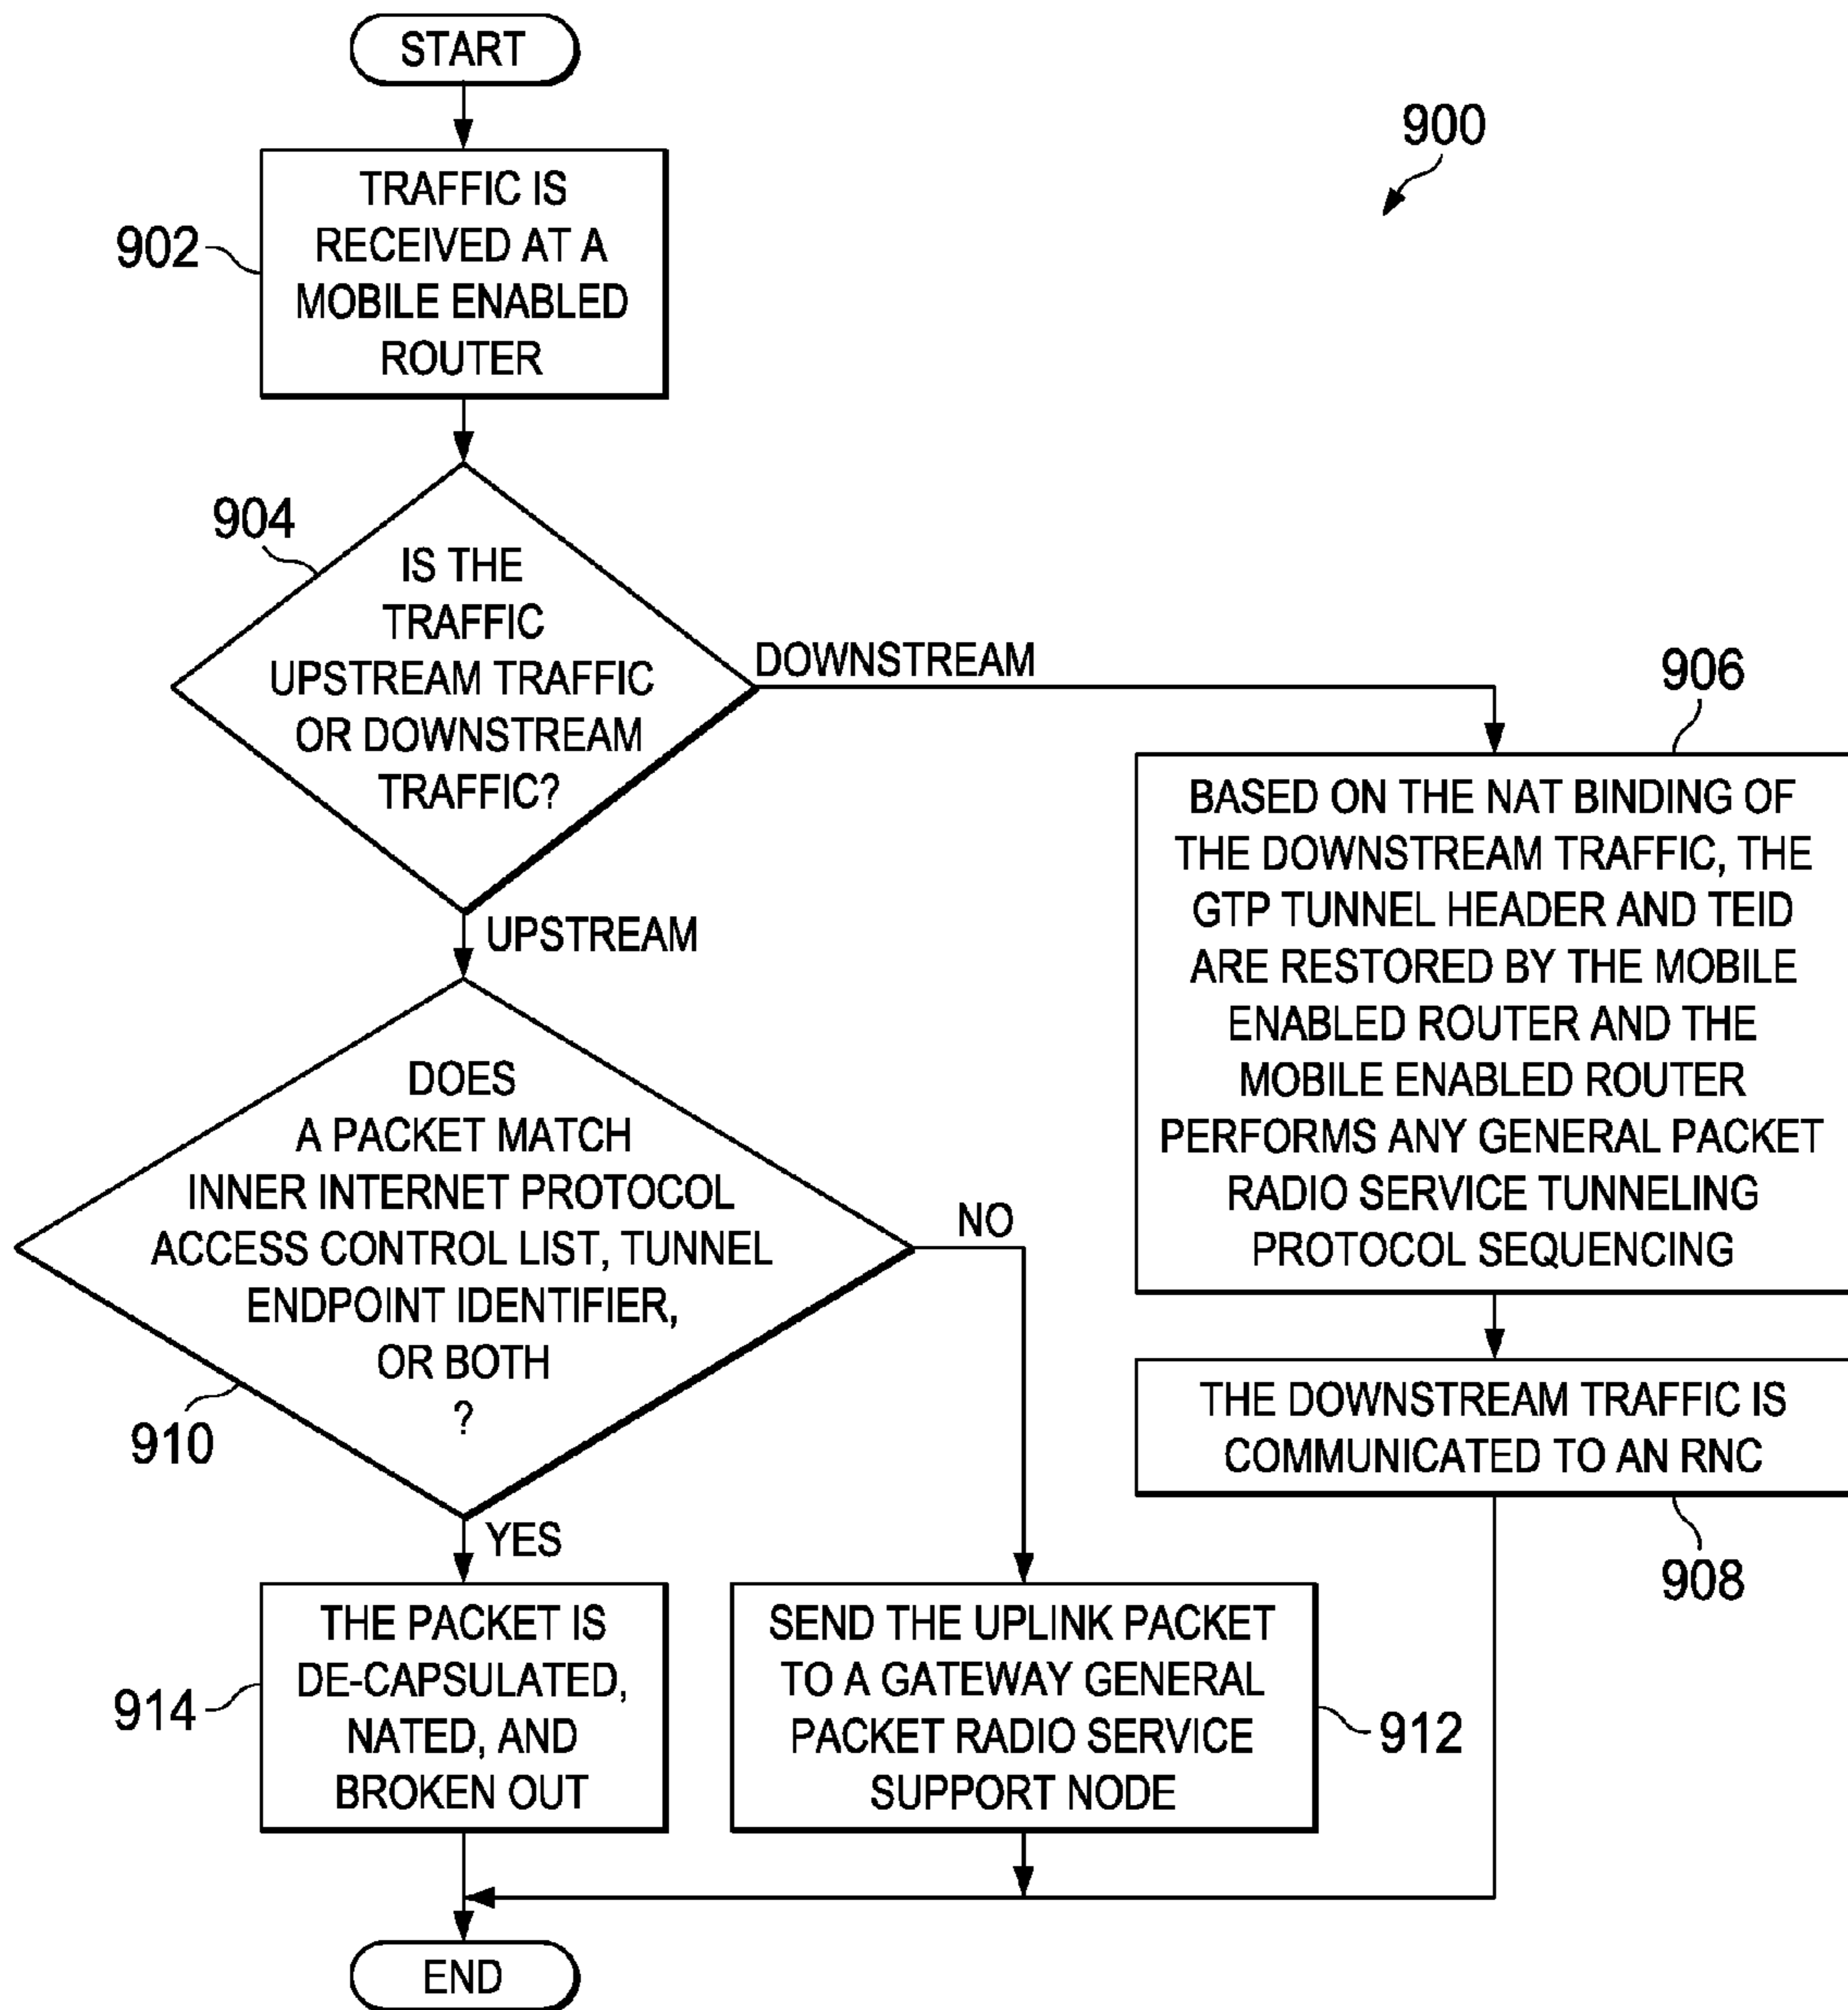 START
900
TRAFFIC IS
RECEIVED AT A
MOBILE ENABLED
ROUTER
902
904
IS THE
TRAFFIC
UPSTREAM TRAFFIC
OR DOWNSTREAM
TRAFFIC?
DOWNSTREAM
906
BASED ON THE NAT BINDING OF
THE DOWNSTREAM TRAFFIC, THE
GTP TUNNEL HEADER AND TEID
ARE RESTORED BY THE MOBILE
ENABLED ROUTER AND THE
MOBILE ENABLED ROUTER
PERFORMS ANY GENERAL PACKET
RADIO SERVICE TUNNELING
PROTOCOL SEQUENCING
UPSTREAM
DOES
A PACKET MATCH
INNER INTERNET PROTOCOL
ACCESS CONTROL LIST, TUNNEL
ENDPOINT IDENTIFIER,
OR BOTH
?
910
NO
THE DOWNSTREAM TRAFFIC IS
COMMUNICATED TO AN RNC
908
YES
THE PACKET IS
DE-CAPSULATED,
NATED, AND
BROKEN OUT
914
SEND THE UPLINK PACKET
TO A GATEWAY GENERAL
PACKET RADIO SERVICE
SUPPORT NODE
912
END